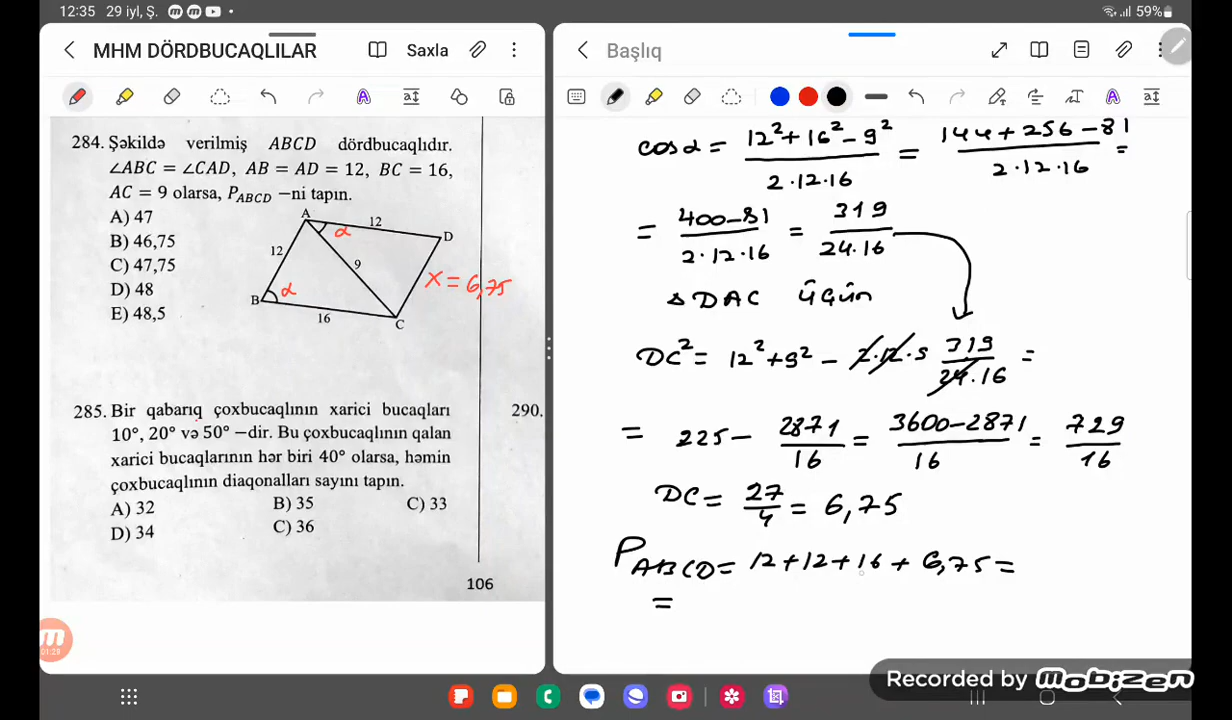 12:35 29 iyl, Ş.
59%
MHM DÖRDBUCAQLILAR
Saxla
Başlıq
284. Şəkildə verilmiş ABCD dördbucaqlıdır.
∠ABC = ∠CAD, AB = AD = 12, BC = 16,
AC = 9 olarsa, P_ABCD −ni tapın.
A) 47
B) 46,75
C) 47,75
D) 48
E) 48,5
A
12
α
D
12
9
x = 6,75
α
B
16
C
285. Bir qabarıq çoxbucaqlının xarici bucaqları
10°, 20° və 50° −dir. Bu çoxbucaqlının qalan
xarici bucaqlarının hər biri 40° olarsa, həmin
çoxbucaqlının diaqonalları sayını tapın.
A) 32 B) 35 C) 33
D) 34 C) 36
290.
106
cosα = (12² + 16² − 9²)/(2·12·16) = (144 + 256 − 81)/(2·12·16) =
= (400 − 81)/(2·12·16) = 319/(24·16)
△DAC üçün
DC² = 12² + 9² − 2·12·9 319/(24·16) =
= 225 − 2871/16 = (3600 − 2871)/16 = 729/16
DC = 27/4 = 6,75
P_ABCD = 12 + 12 + 16 + 6,75 =
=
01:29
Recorded by mobizen